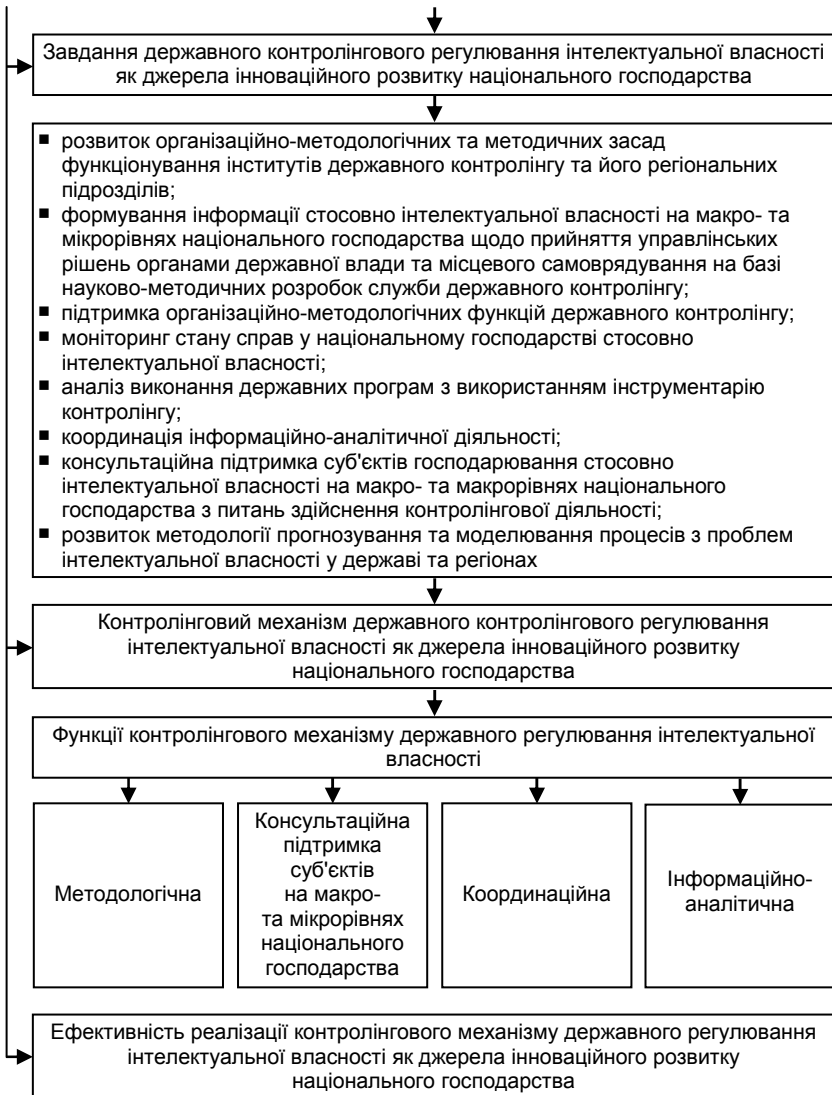 Завдання державного контролінгового регулювання інтелектуальної власності
як джерела інноваційного розвитку національного господарства
▪ розвиток організаційно-методологічних та методичних засад
функціонування інститутів державного контролінгу та його регіональних
підрозділів;
▪ формування інформації стосовно інтелектуальної власності на макро- та
мікрорівнях національного господарства щодо прийняття управлінських
рішень органами державної влади та місцевого самоврядування на базі
науково-методичних розробок служби державного контролінгу;
▪ підтримка організаційно-методологічних функцій державного контролінгу;
▪ моніторинг стану справ у національному господарстві стосовно
інтелектуальної власності;
▪ аналіз виконання державних програм з використанням інструментарію
контролінгу;
▪ координація інформаційно-аналітичної діяльності;
▪ консультаційна підтримка суб'єктів господарювання стосовно
інтелектуальної власності на макро- та макрорівнях національного
господарства з питань здійснення контролінгової діяльності;
▪ розвиток методології прогнозування та моделювання процесів з проблем
інтелектуальної власності у державі та регіонах
Контролінговий механізм державного контролінгового регулювання
інтелектуальної власності як джерела інноваційного розвитку
національного господарства
Функції контролінгового механізму державного регулювання інтелектуальної
власності
Методологічна
Консультаційна
підтримка
суб'єктів
на макро-
та мікрорівнях
національного
господарства
Координаційна
Інформаційно-
аналітична
Ефективність реалізації контролінгового механізму державного регулювання
інтелектуальної власності як джерела інноваційного розвитку
національного господарства